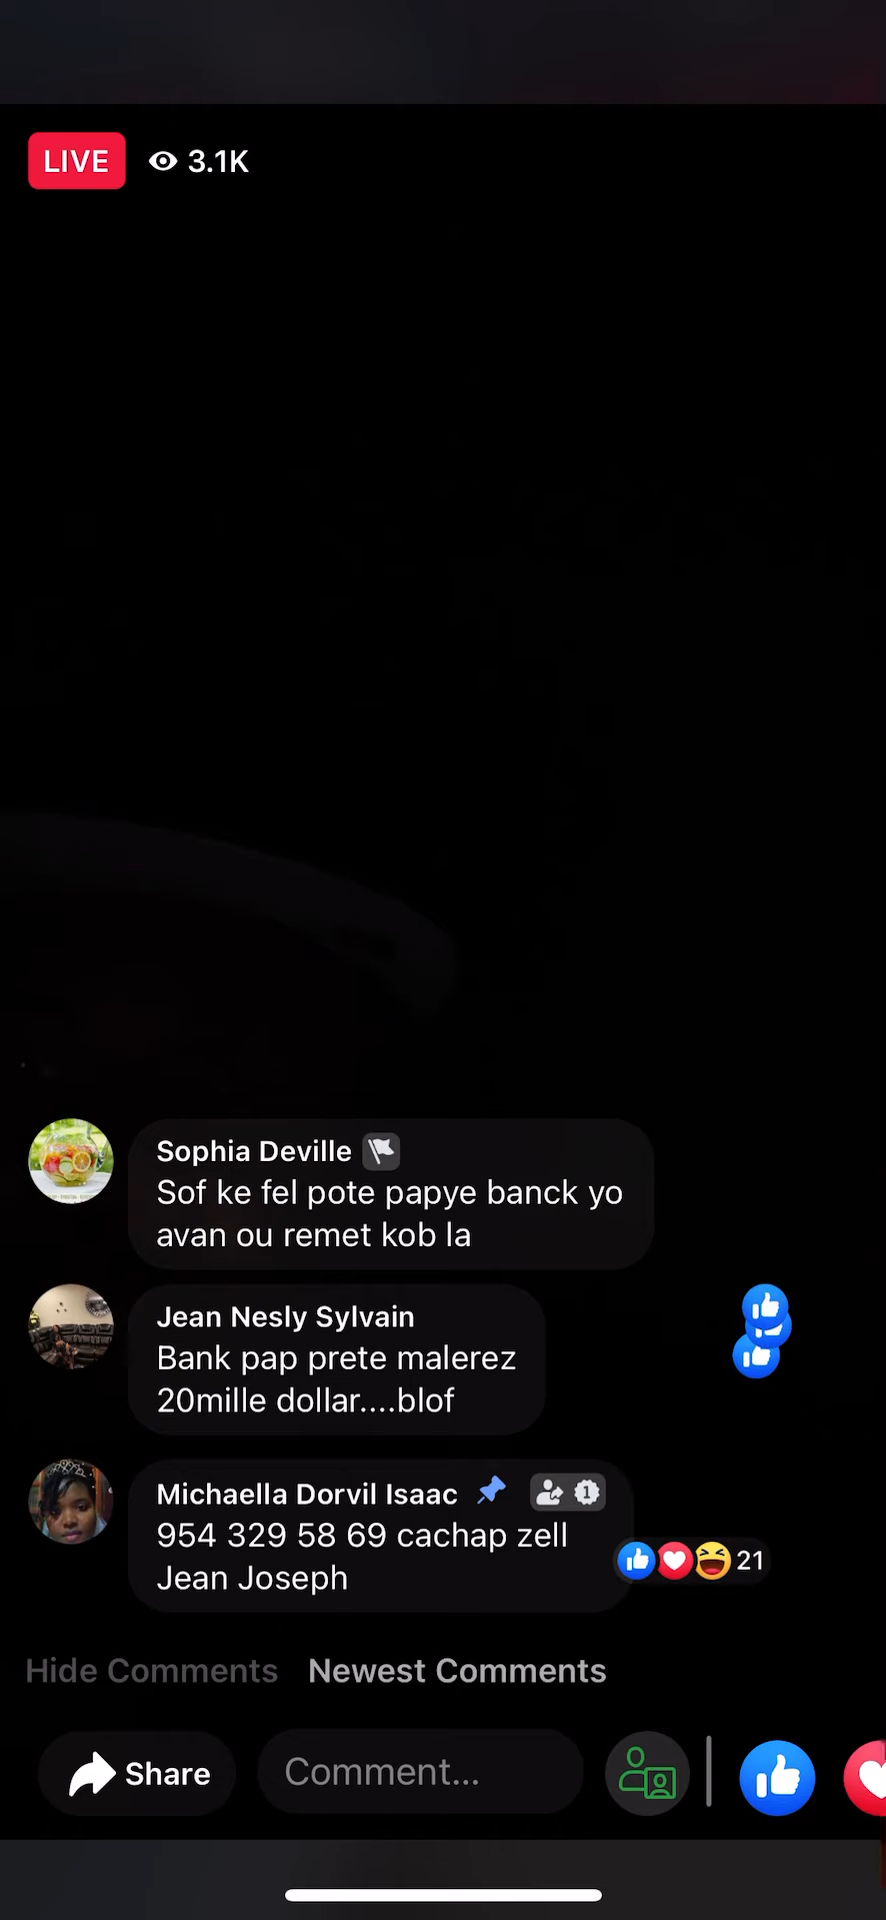 LIVE 3.1K
Sophia Deville
Sof ke fel pote papye banck yo
avan ou remet kob la
Jean Nesly Sylvain
Bank pap prete malerez
20mille dollar....blof
Michaella Dorvil Isaac 1
954 329 58 69 cachap zell
Jean Joseph
21
Hide Comments Newest Comments
Share Comment...